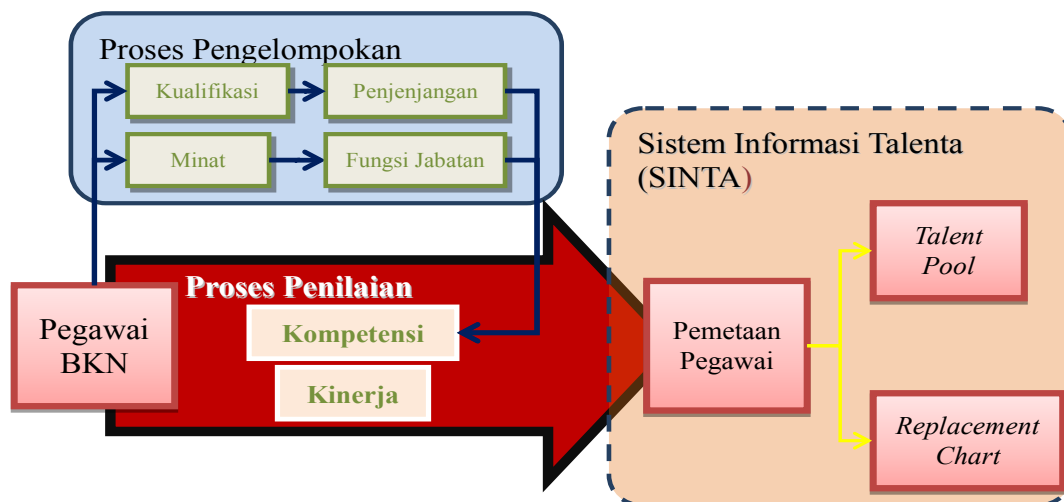 Proses Pengelompokan
Kualifikasi
Penjenjangan
Minat
Fungsi Jabatan
Proses Penilaian
Pegawai
BKN
Kompetensi
Kinerja
Sistem Informasi Talenta
(SINTA)
Pemetaan
Pegawai
Talent
Pool
Replacement
Chart